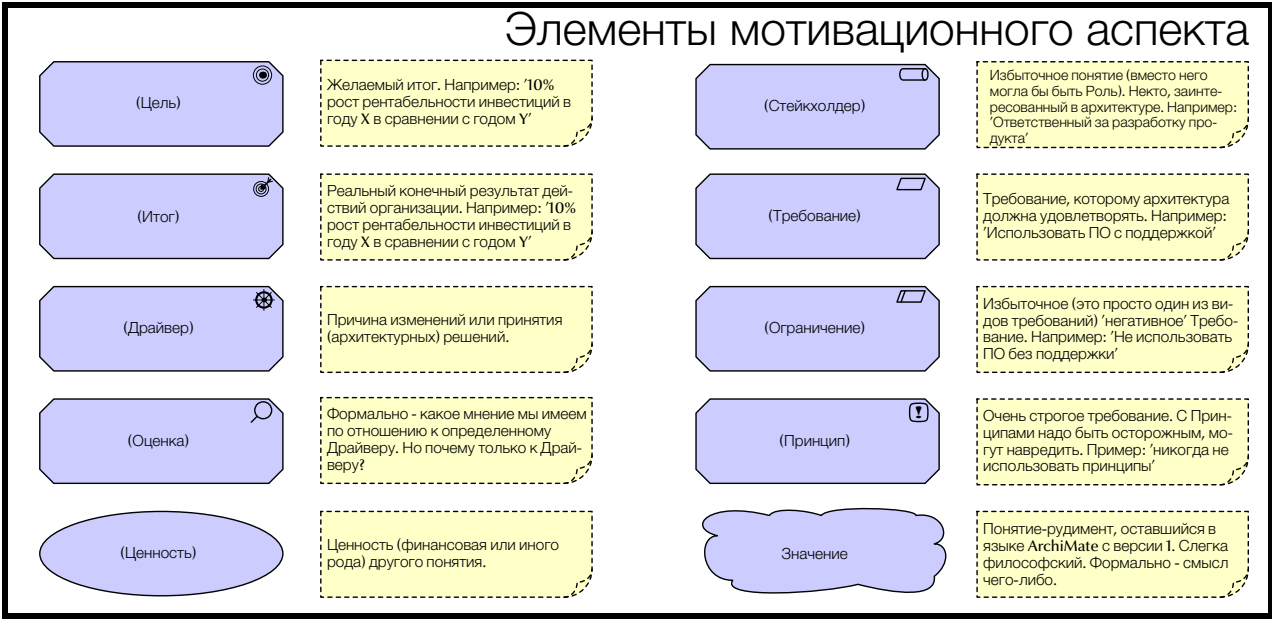 Элементы мотивационного аспекта
(Цель)
Желаемый итог. Например: '10%
рост рентабельности инвестиций в
году X в сравнении с годом Y'
(Стейкхолдер)
Избыточное понятие (вместо него
могла бы быть Роль). Некто, заинте-
ресованный в архитектуре. Например:
'Ответственный за разработку про-
дукта'
(Итог)
Реальный конечный результат дей-
ствий организации. Например: '10%
рост рентабельности инвестиций в
году X в сравнении с годом Y'
(Требование)
Требование, которому архитектура
должна удовлетворять. Например:
'Использовать ПО с поддержкой'
(Драйвер)
Причина изменений или принятия
(архитектурных) решений.
(Ограничение)
Избыточное (это просто один из ви-
дов требований) 'негативное' Требо-
вание. Например: 'Не использовать
ПО без поддержки'
(Оценка)
Формально - какое мнение мы имеем
по отношению к определенному
Драйверу. Но почему только к Драй-
веру?
(Принцип)
Очень строгое требование. С Прин-
ципами надо быть осторожным, мо-
гут навредить. Пример: 'никогда не
использовать принципы'
(Ценность)
Ценность (финансовая или иного
рода) другого понятия.
Значение
Понятие-рудимент, оставшийся в
языке ArchiMate с версии 1. Слегка
философский. Формально - смысл
чего-либо.